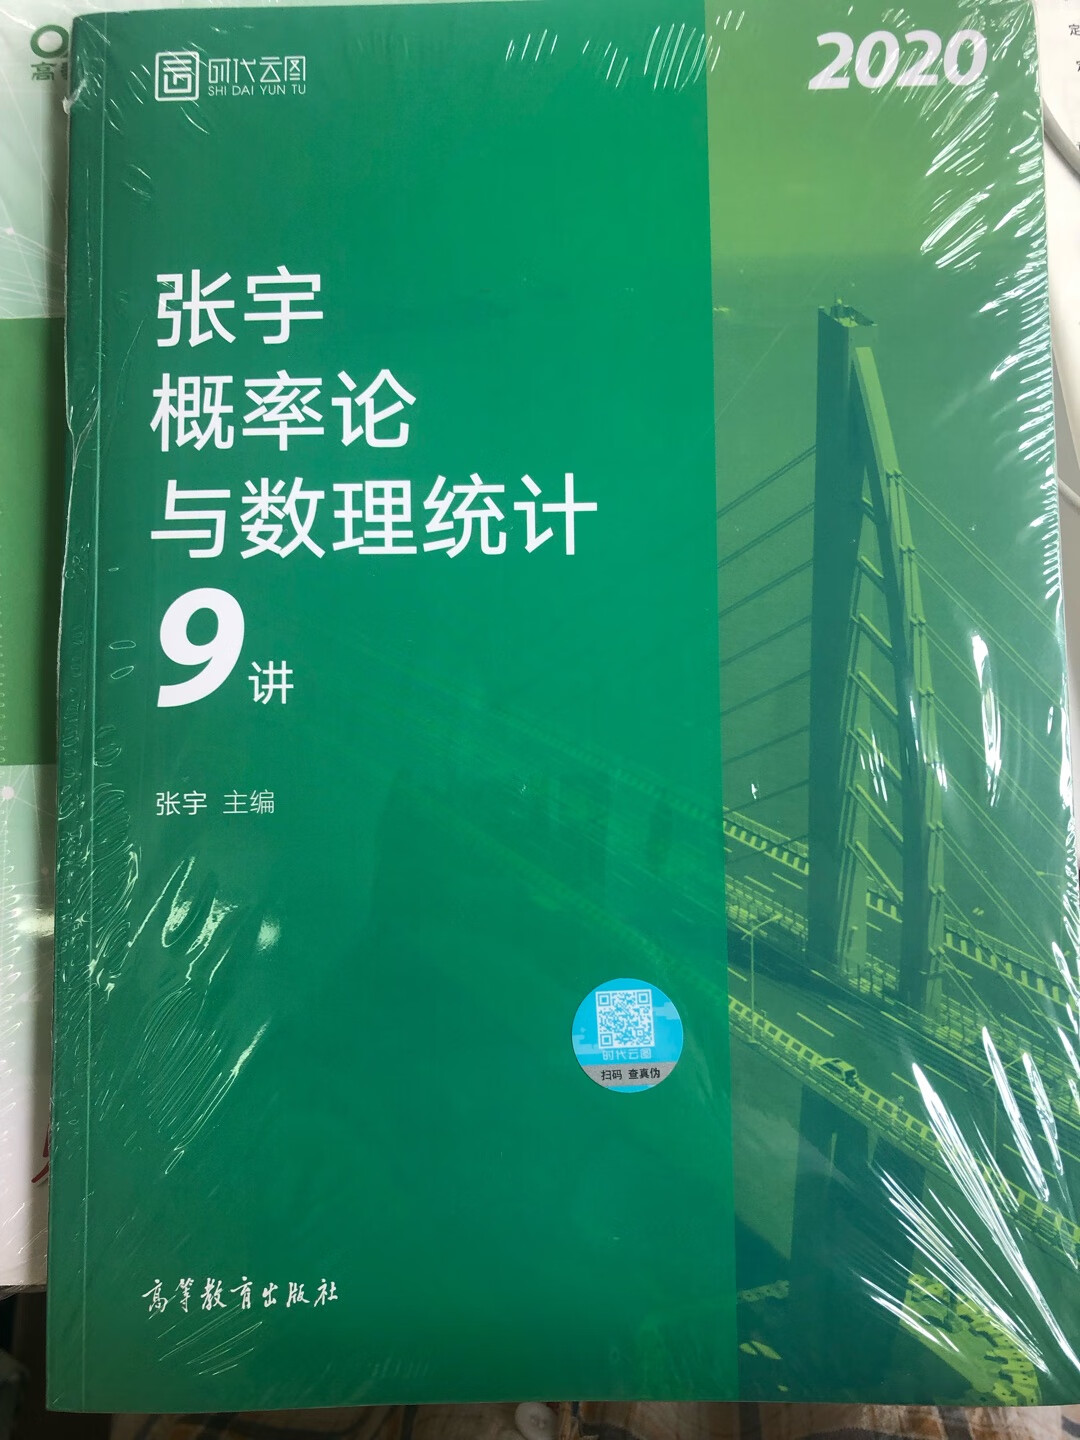 时代云图
SHI DAI YUN TU
2020
张宇
概率论
与数理统计
9讲
张宇 主编
时代云图
扫码 查真伪
高等教育出版社